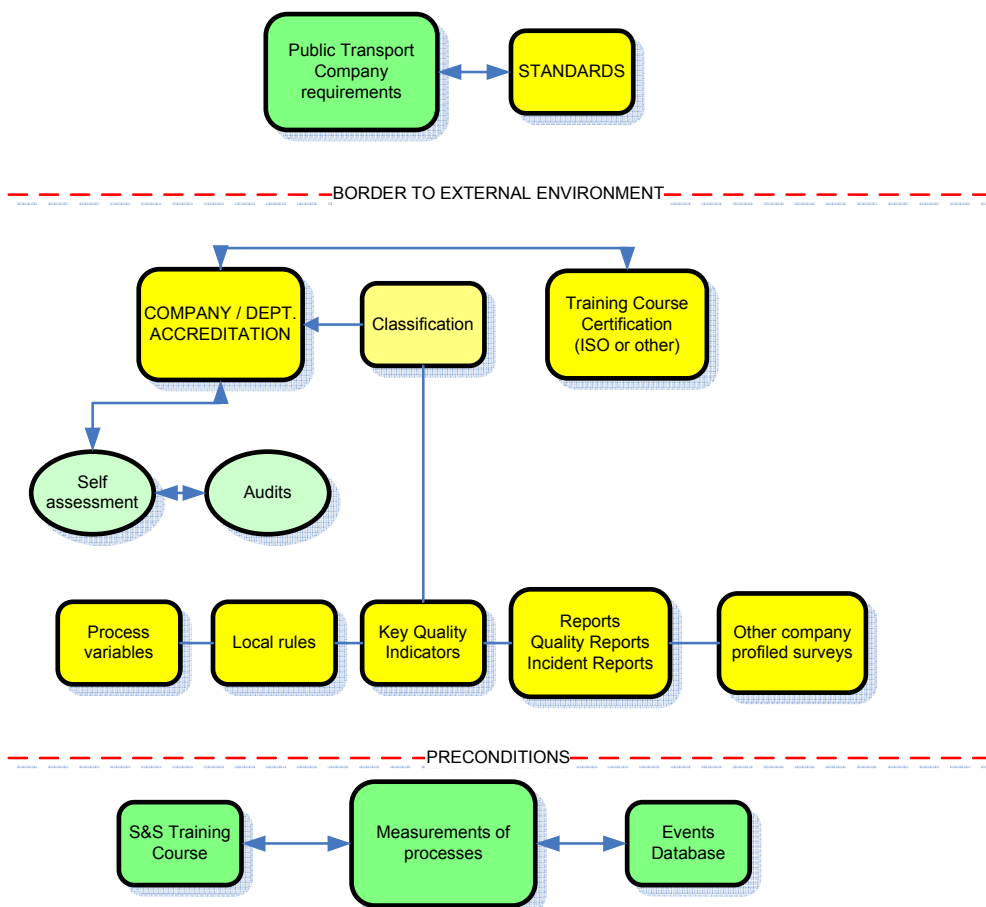 Public Transport
Company
requirements
STANDARDS
BORDER TO EXTERNAL ENVIRONMENT
COMPANY / DEPT.
ACCREDITATION
Classification
Training Course
Certification
(ISO or other)
Self
assessment
Audits
Process
variables
Local rules
Key Quality
Indicators
Reports
Quality Reports
Incident Reports
Other company
profiled surveys
PRECONDITIONS
S&S Training
Course
Measurements of
processes
Events
Database